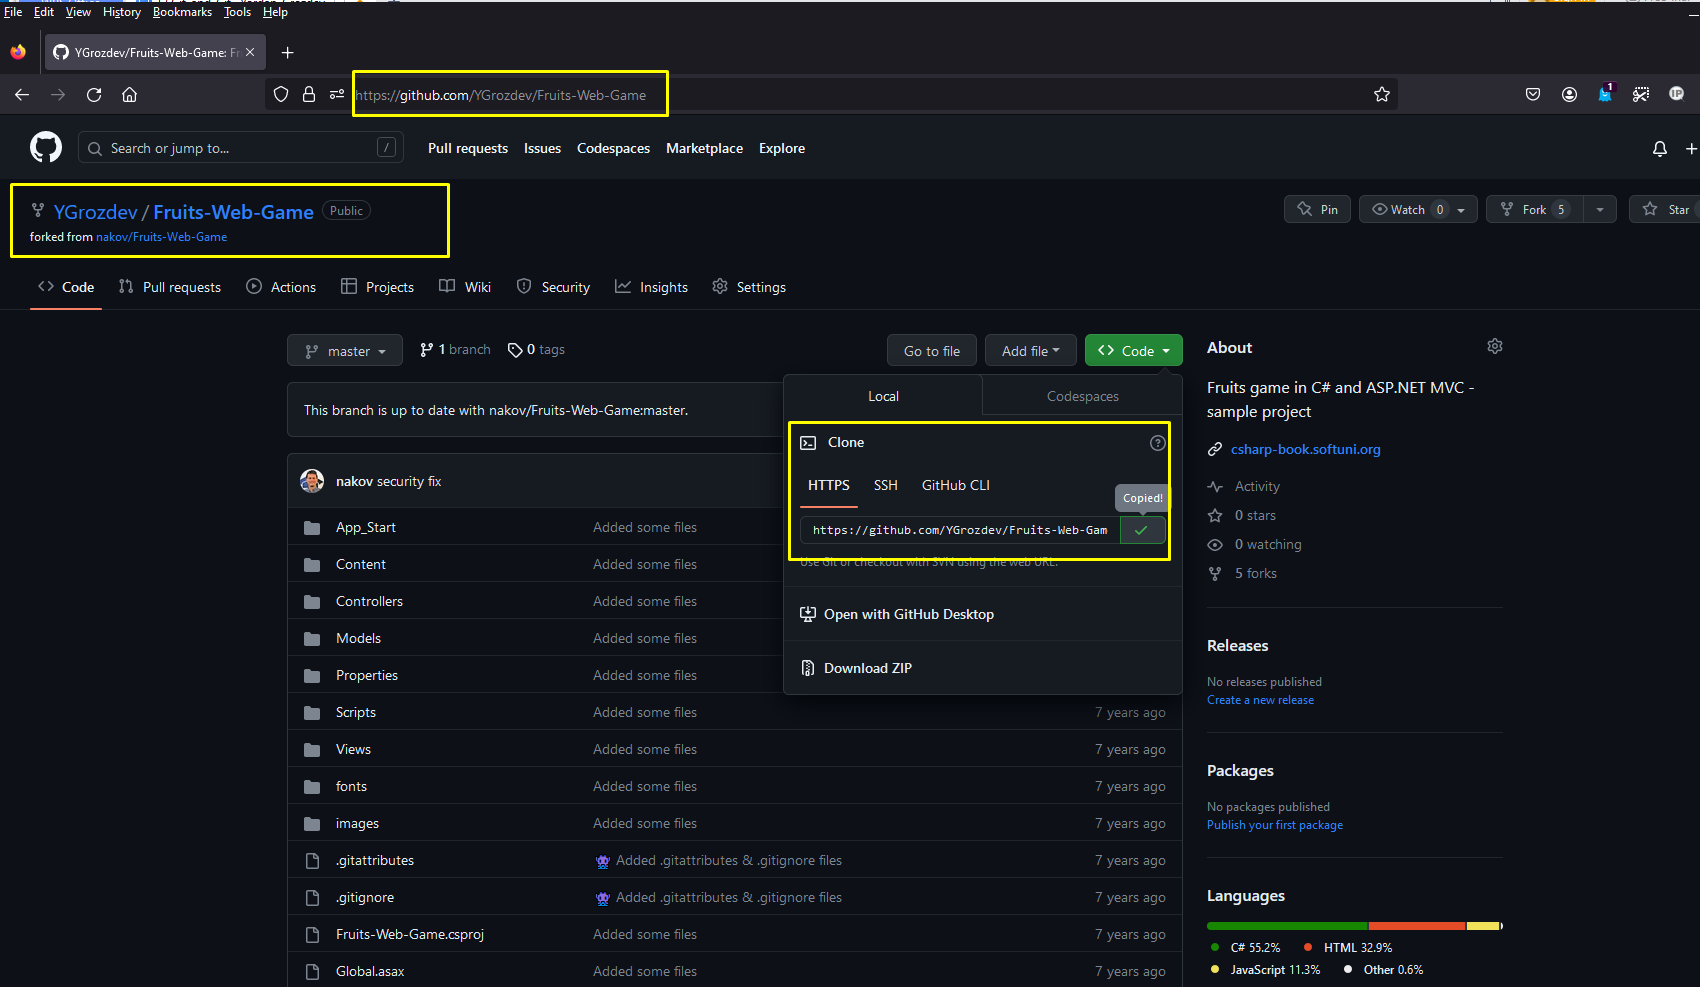 File Edit View History Bookmarks Tools Help
YGrozdev/Fruits-Web-Game: Fr
https://github.com/YGrozdev/Fruits-Web-Game
1
IP
Search or jump to...
/
Pull requests Issues Codespaces Marketplace Explore
YGrozdev / Fruits-Web-Game Public
forked from nakov/Fruits-Web-Game
Pin Watch 0 Fork 5 Star
Code Pull requests Actions Projects Wiki Security Insights Settings
master 1 branch 0 tags Go to file Add file Code
This branch is up to date with nakov/Fruits-Web-Game:master.
Local Codespaces
Clone
HTTPS SSH GitHub CLI
Copied!
https://github.com/YGrozdev/Fruits-Web-Gam
Use Git or checkout with SVN using the web URL.
Open with GitHub Desktop
Download ZIP
nakov security fix
App_Start Added some files
Content Added some files
Controllers Added some files
Models Added some files
Properties Added some files
Scripts Added some files 7 years ago
Views Added some files 7 years ago
fonts Added some files 7 years ago
images Added some files 7 years ago
.gitattributes Added .gitattributes & .gitignore files 7 years ago
.gitignore Added .gitattributes & .gitignore files 7 years ago
Fruits-Web-Game.csproj Added some files 7 years ago
Global.asax Added some files 7 years ago
About
Fruits game in C# and ASP.NET MVC -
sample project
csharp-book.softuni.org
Activity
0 stars
0 watching
5 forks
Releases
No releases published
Create a new release
Packages
No packages published
Publish your first package
Languages
C# 55.2% HTML 32.9%
JavaScript 11.3% Other 0.6%